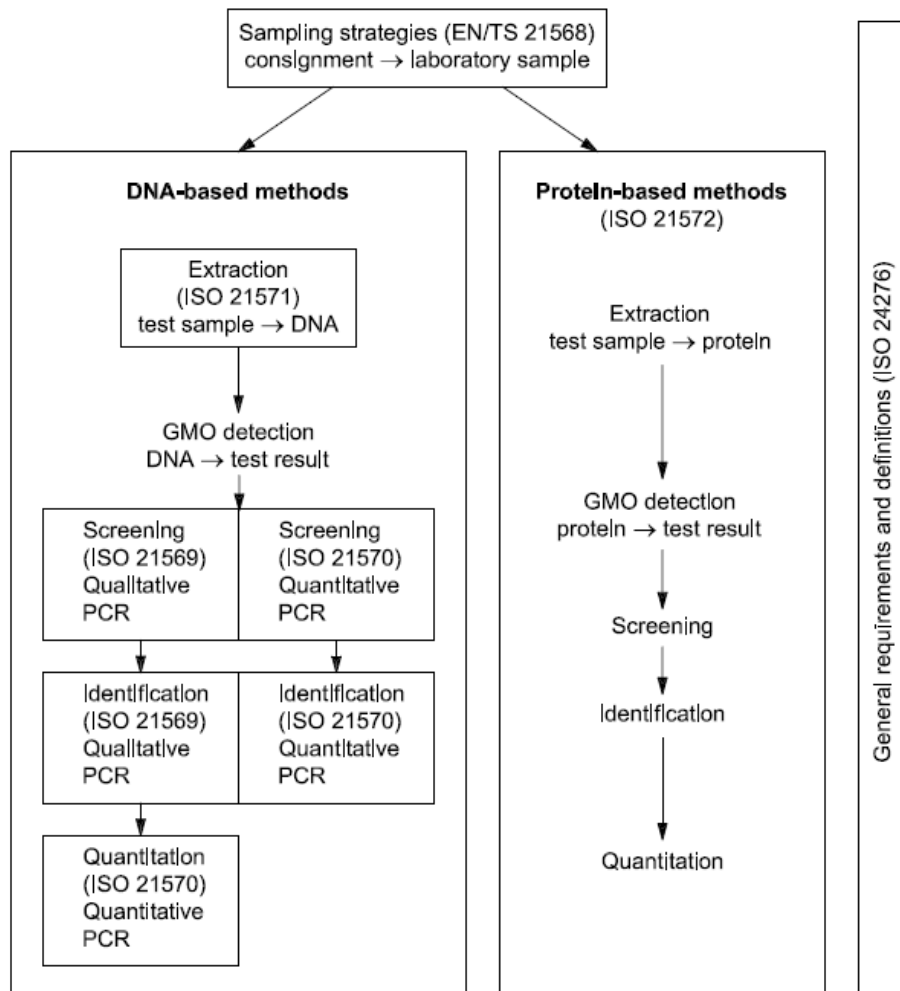 Sampling strategies (EN/TS 21568)
consignment → laboratory sample
DNA-based methods
Extraction
(ISO 21571)
test sample → DNA
GMO detection
DNA → test result
Screening
(ISO 21569)
Qualitative
PCR
Screening
(ISO 21570)
Quantitative
PCR
Identification
(ISO 21569)
Qualitative
PCR
Identification
(ISO 21570)
Quantitative
PCR
Quantitation
(ISO 21570)
Quantitative
PCR
Protein-based methods
(ISO 21572)
Extraction
test sample → protein
GMO detection
protein → test result
Screening
Identification
Quantitation
General requirements and definitions (ISO 24276)